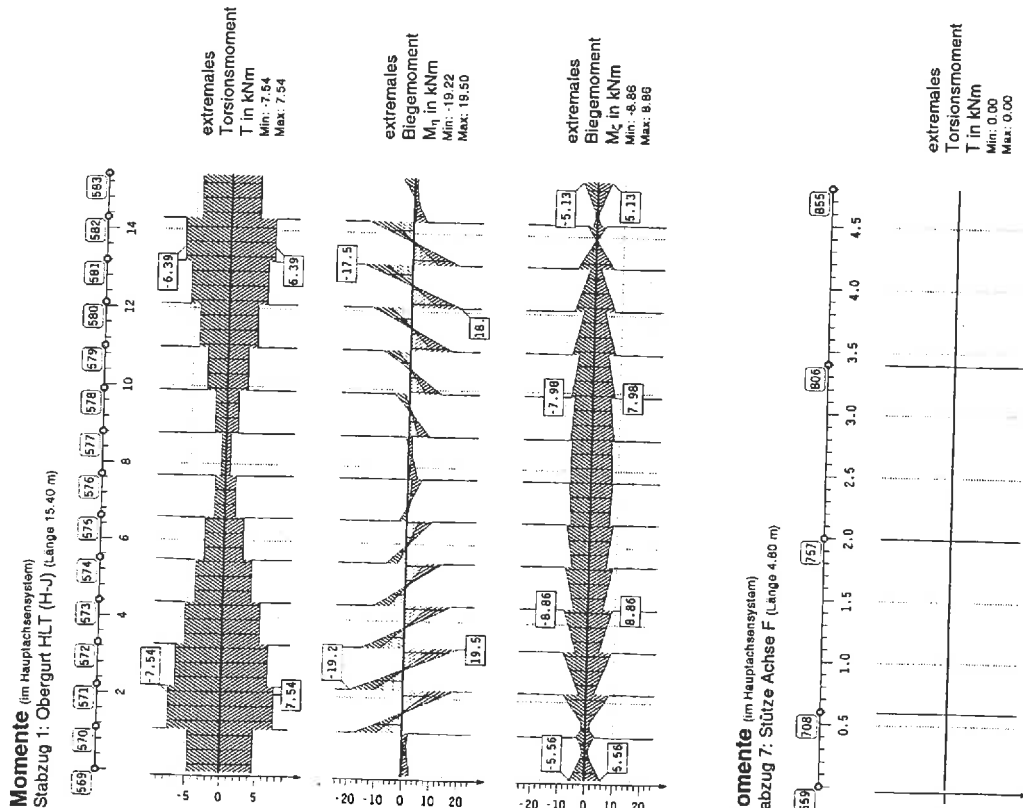 Momente (im Hauptachsensystem)
Stabzug 1: Obergurt HLT (H-J) (Länge 15.40 m)
569 570 571 572 573 574 575 576 577 578 579 580 581 582 583
2 4 6 8 10 12 14
-5 0 5
-7.54
7.54
-6.39
6.39
extremales
Torsionsmoment
T in kNm
Min: -7.54
Max: 7.54
-20 -10 0 10 20
-19.2
19.5
-17.5
18.
extremales
Biegemoment
Mη in kNm
Min: -19.22
Max: 19.50
-20 -10 0 10 20
-5.56
5.56
-8.86
8.86
-7.98
7.98
-5.13
5.13
extremales
Biegemoment
Mζ in kNm
Min: -8.86
Max: 8.86
omente (im Hauptachsensystem)
abzug 7: Stütze Achse F (Länge 4.80 m)
708 757 806 855
0.5 1.0 1.5 2.0 2.5 3.0 3.5 4.0 4.5
extremales
Torsionsmoment
T in kNm
Min: 0.00
Max: 0.00